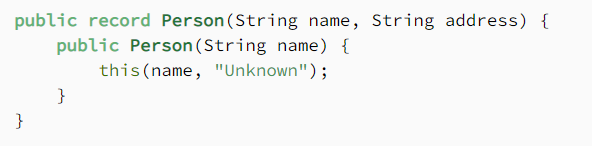 public record Person(String name, String address) {
    public Person(String name) {
        this(name, "Unknown");
    }
}